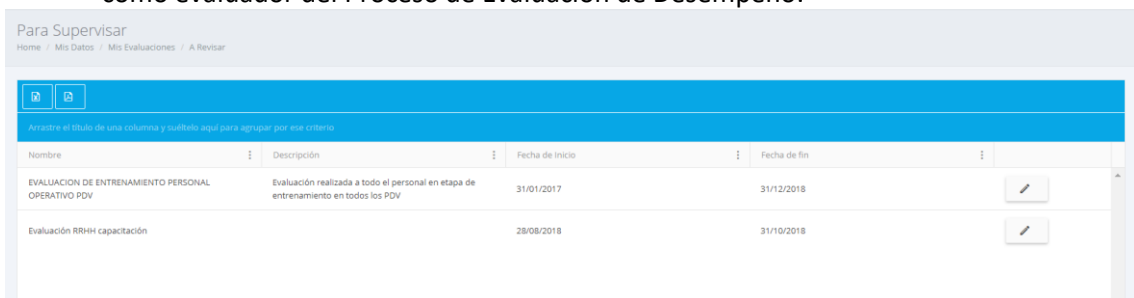 como evaluador del Proceso de Evaluación de Desempeño.
Para Supervisar
Home / Mis Datos / Mis Evaluaciones / A Revisar
Arrastre el título de una columna y suéltelo aquí para agrupar por ese criterio
Nombre Descripción Fecha de Inicio Fecha de fin
EVALUACION DE ENTRENAMIENTO PERSONAL
OPERATIVO PDV
Evaluación realizada a todo el personal en etapa de
entrenamiento en todos los PDV
31/01/2017 31/12/2018
Evaluación RRHH capacitación 28/08/2018 31/10/2018